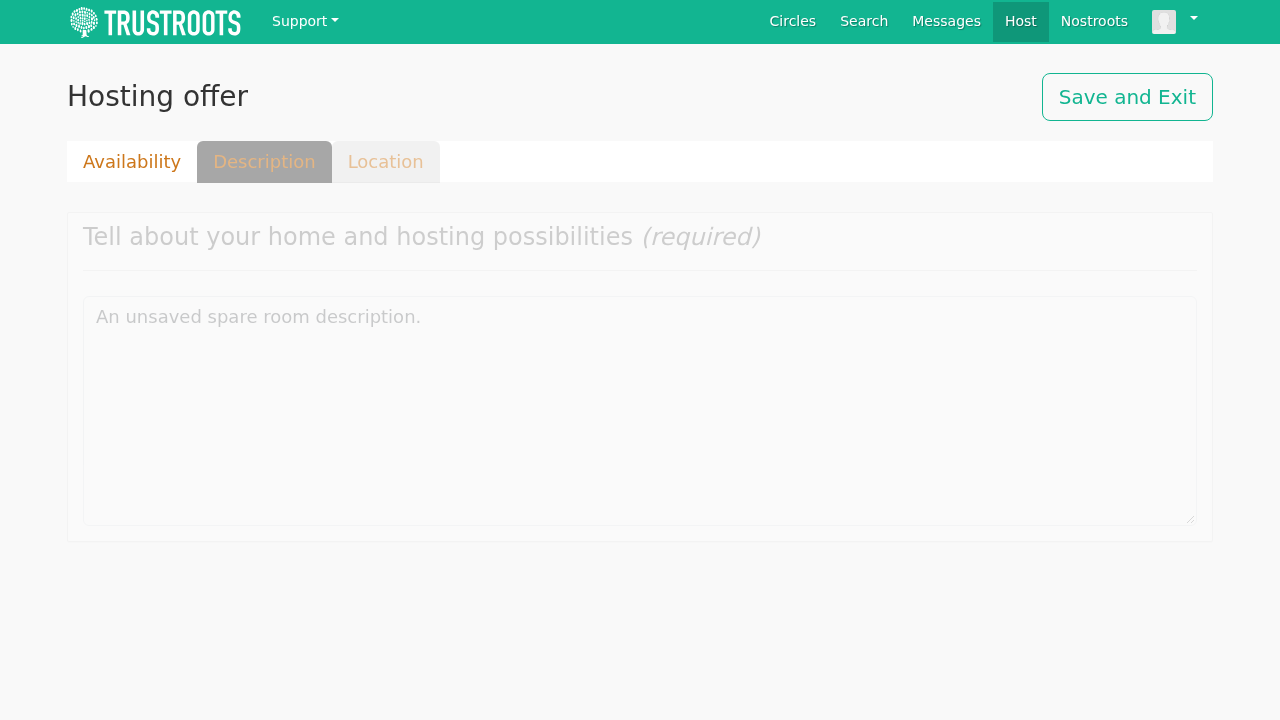 TRUSTROOTS Support Circles Search Messages Host Nostroots
Hosting offer Save and Exit
Availability Description Location
Tell about your home and hosting possibilities (required)
An unsaved spare room description.